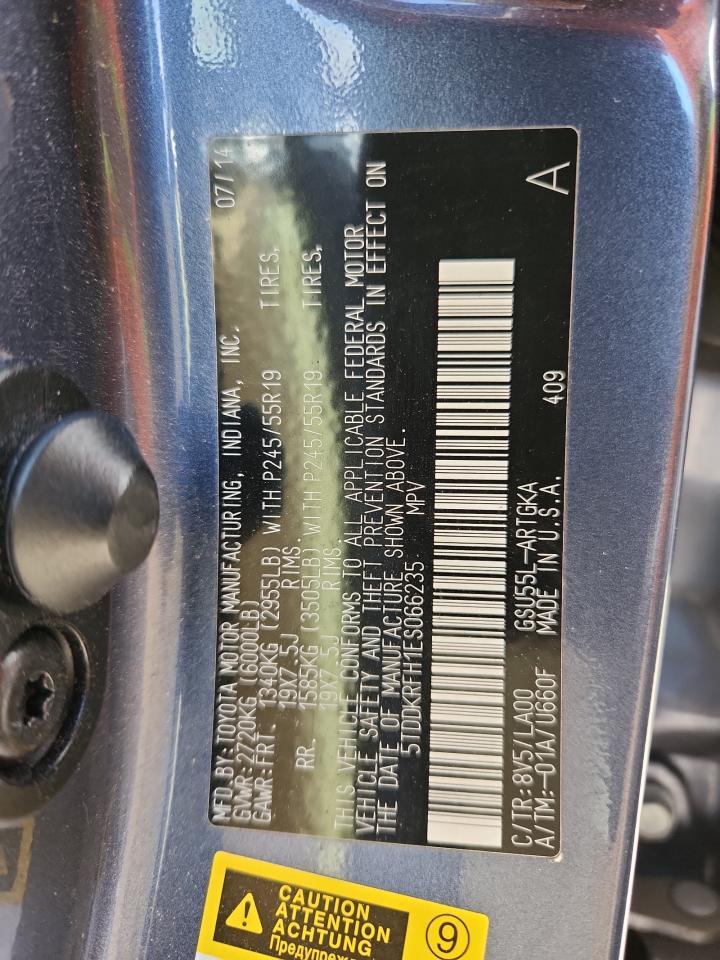 MFD.BY:TOYOTA MOTOR MANUFACTURING, INDIANA, INC. 07/14
GVWR:2720KG (6000LB)
GAWR:FRT. 1340KG (2955LB) WITH P245/55R19 TIRES,
19X7.5J RIMS
RR. 1585KG (3505LB) WITH P245/55R19 TIRES,
19X7.5J RIMS
THIS VEHICLE CONFORMS TO ALL APPLICABLE FEDERAL MOTOR
VEHICLE SAFETY AND THEFT PREVENTION STANDARDS IN EFFECT ON
THE DATE OF MANUFACTURE SHOWN ABOVE.
5TDDKRFH1ES066235 MPV
C/TR:8V5/LA00 GSU55L-ARTGKA 409 A
A/TM:-01A/U660F MADE IN U.S.A.
CAUTION
ATTENTION
ACHTUNG
Предупрежде
9